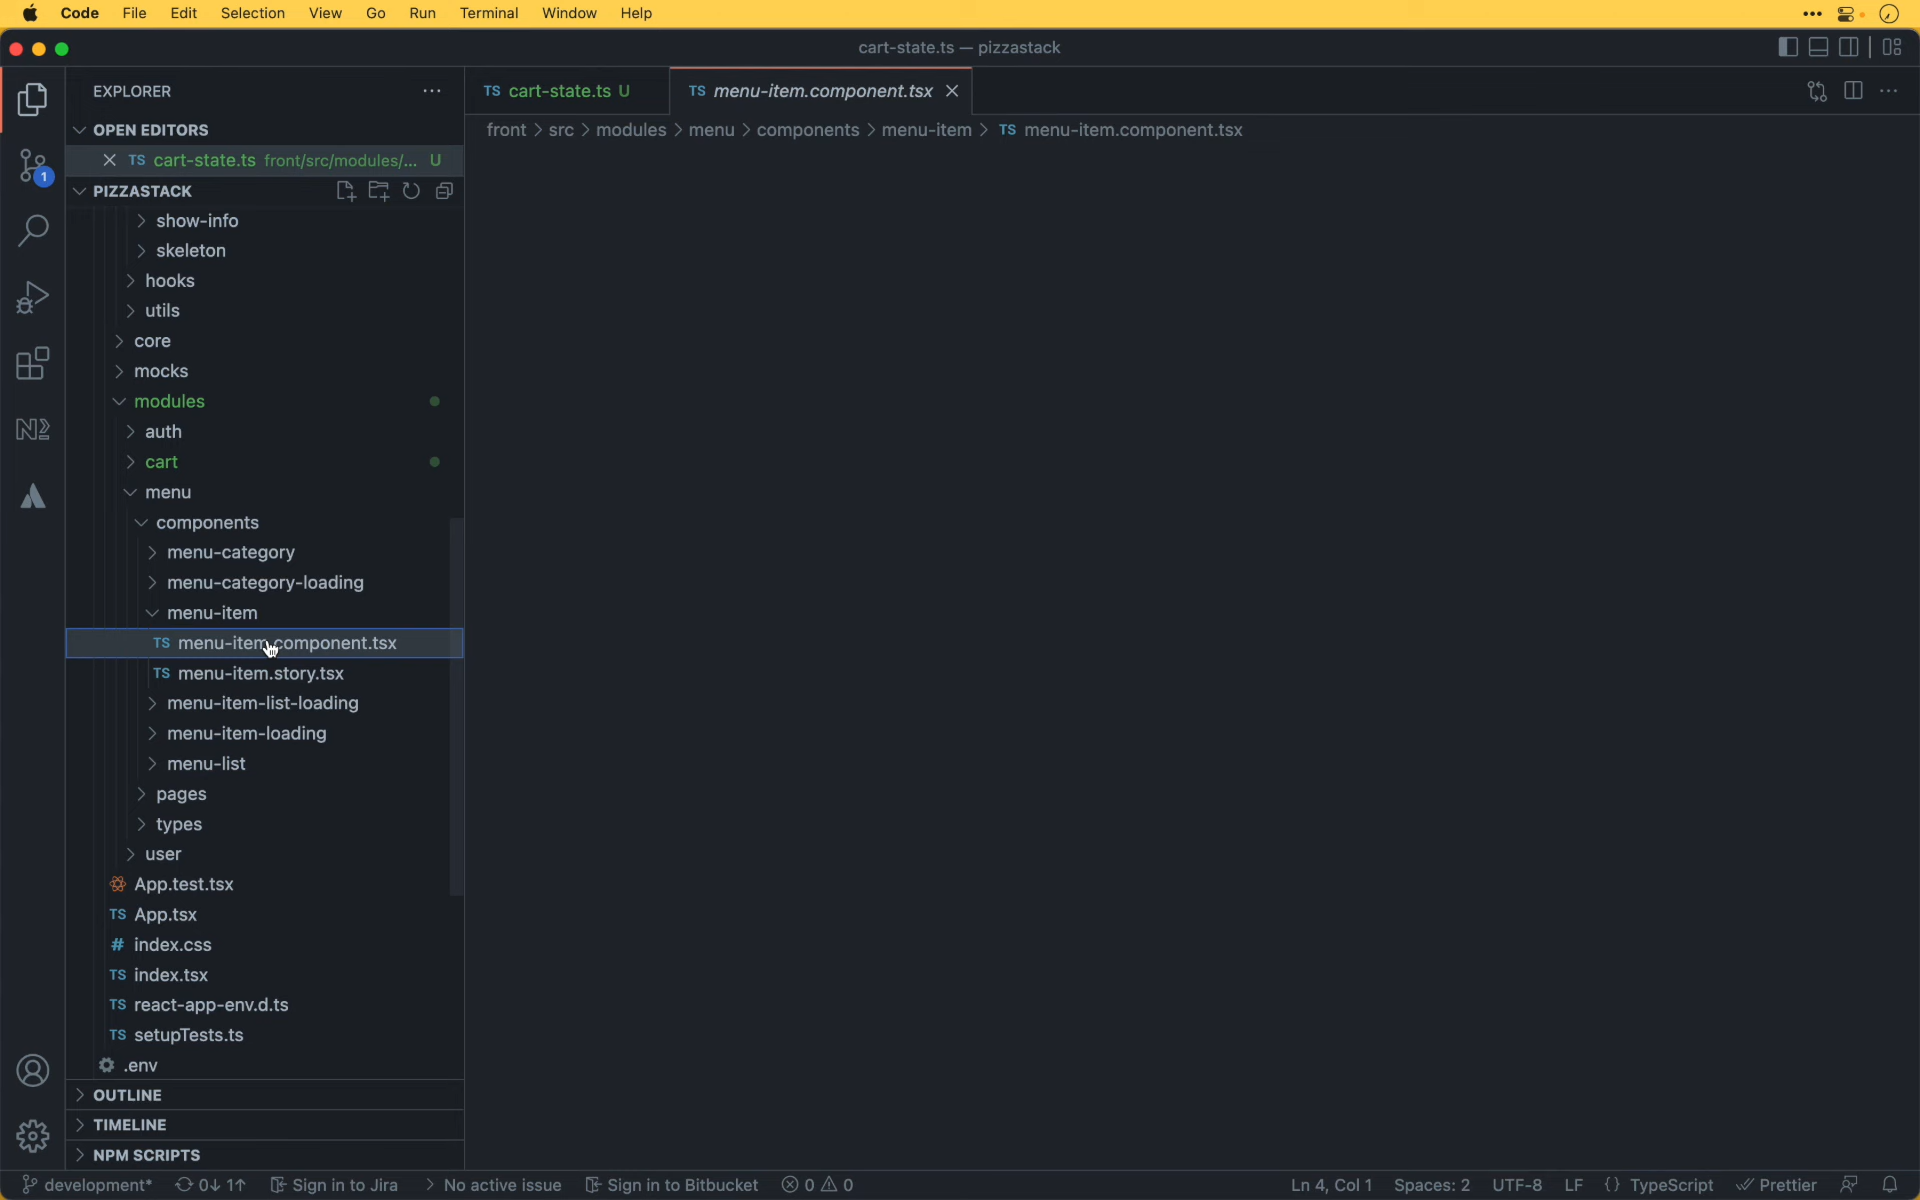 Code File Edit Selection View Go Run Terminal Window Help
cart-state.ts — pizzastack
EXPLORER
TS cart-state.ts U
TS menu-item.component.tsx
front > src > modules > menu > components > menu-item > TS menu-item.component.tsx
OPEN EDITORS
TS cart-state.ts front/src/modules/... U
1
PIZZASTACK
show-info
skeleton
hooks
utils
core
mocks
modules
auth
cart
menu
components
menu-category
menu-category-loading
menu-item
TS menu-item.component.tsx
TS menu-item.story.tsx
menu-item-list-loading
menu-item-loading
menu-list
pages
types
user
App.test.tsx
TS App.tsx
# index.css
TS index.tsx
TS react-app-env.d.ts
TS setupTests.ts
.env
OUTLINE
TIMELINE
NPM SCRIPTS
development* 0↓ 1↑ Sign in to Jira > No active issue Sign in to Bitbucket 0 0 Ln 4, Col 1 Spaces: 2 UTF-8 LF {} TypeScript Prettier